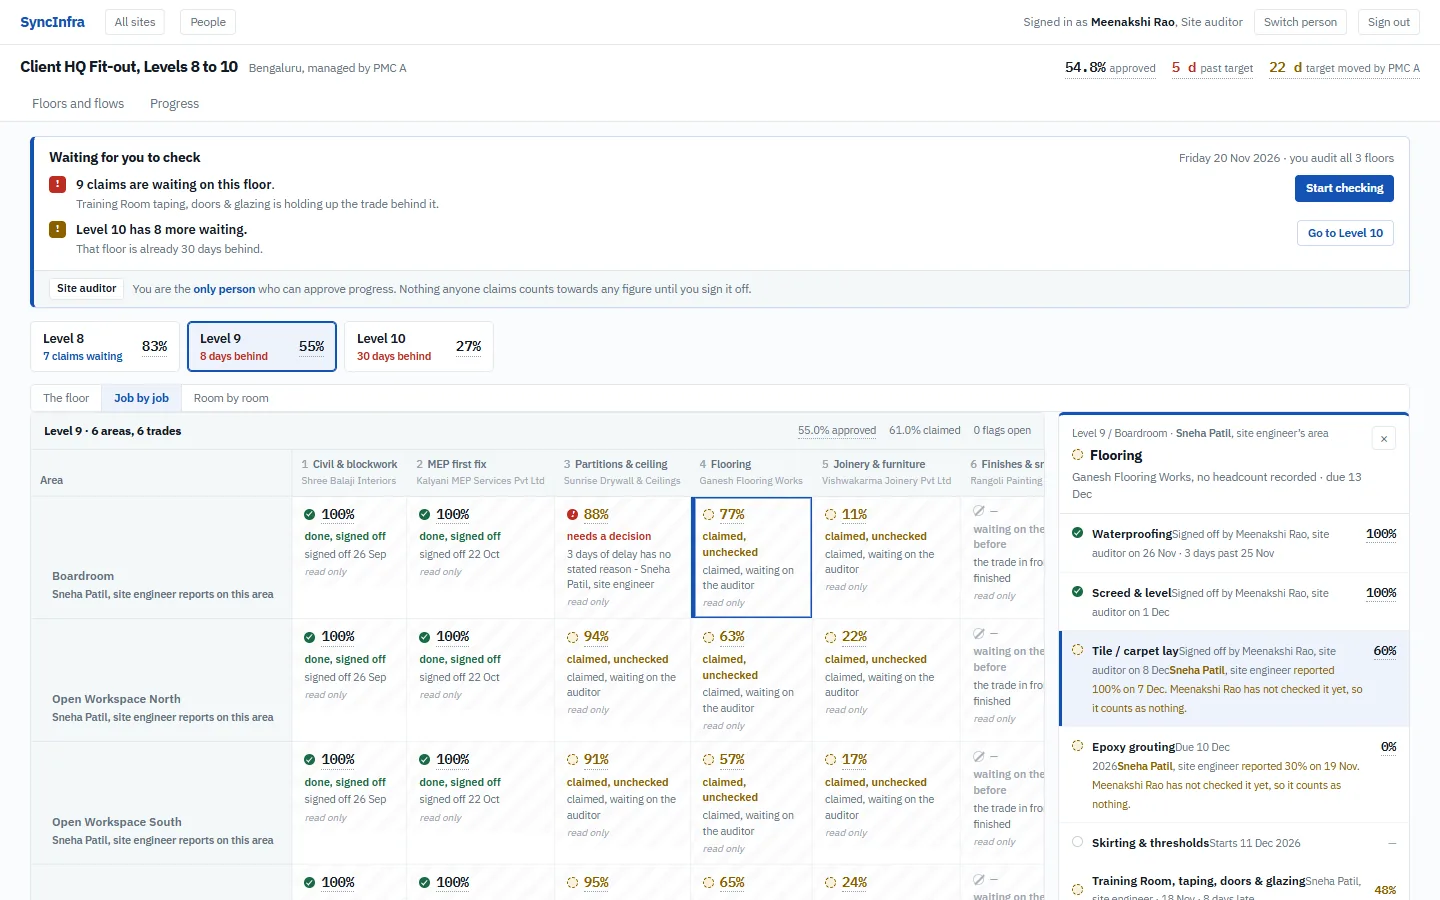 SyncInfra All sites People Signed in as Meenakshi Rao, Site auditor Switch person Sign out
Client HQ Fit-out, Levels 8 to 10 Bengaluru, managed by PMC A 54.8% approved 5 d past target 22 d target moved by PMC A
Floors and flows Progress
Waiting for you to check Friday 20 Nov 2026 · you audit all 3 floors
! 9 claims are waiting on this floor. Start checking
Training Room taping, doors & glazing is holding up the trade behind it.
! Level 10 has 8 more waiting. Go to Level 10
That floor is already 30 days behind.
Site auditor You are the only person who can approve progress. Nothing anyone claims counts towards any figure until you sign it off.
Level 8 83%
7 claims waiting
Level 9 55%
8 days behind
Level 10 27%
30 days behind
The floor Job by job Room by room
Level 9 · 6 areas, 6 trades 55.0% approved 61.0% claimed 0 flags open
Area
1 Civil & blockwork
Shree Balaji Interiors
2 MEP first fix
Kalyani MEP Services Pvt Ltd
3 Partitions & ceiling
Sunrise Drywall & Ceilings
4 Flooring
Ganesh Flooring Works
5 Joinery & furniture
Vishwakarma Joinery Pvt Ltd
6 Finishes & sn
Rangoli Painting
Boardroom
Sneha Patil, site engineer reports on this area
100%
done, signed off
signed off 26 Sep
read only
100%
done, signed off
signed off 22 Oct
read only
! 88%
needs a decision
3 days of delay has no
stated reason - Sneha
Patil, site engineer
read only
77%
claimed,
unchecked
claimed, waiting on
the auditor
read only
11%
claimed, unchecked
claimed, waiting on the
auditor
read only
–
waiting on the
before
the trade in fro
finished
read only
Open Workspace North
Sneha Patil, site engineer reports on this area
100%
done, signed off
signed off 26 Sep
read only
100%
done, signed off
signed off 22 Oct
read only
94%
claimed, unchecked
claimed, waiting on the
auditor
read only
63%
claimed,
unchecked
claimed, waiting on
the auditor
read only
22%
claimed, unchecked
claimed, waiting on the
auditor
read only
–
waiting on the
before
the trade in fro
finished
read only
Open Workspace South
Sneha Patil, site engineer reports on this area
100%
done, signed off
signed off 26 Sep
read only
100%
done, signed off
signed off 22 Oct
read only
91%
claimed, unchecked
claimed, waiting on the
auditor
read only
57%
claimed,
unchecked
claimed, waiting on
the auditor
read only
17%
claimed, unchecked
claimed, waiting on the
auditor
read only
–
waiting on the
before
the trade in fro
finished
read only
100%
100%
95%
65%
24%
–
waiting on the
Level 9 / Boardroom · Sneha Patil, site engineer's area ×
Flooring
Ganesh Flooring Works, no headcount recorded · due 13
Dec
WaterproofingSigned off by Meenakshi Rao, site 100%
auditor on 26 Nov · 3 days past 25 Nov
Screed & levelSigned off by Meenakshi Rao, site 100%
auditor on 1 Dec
Tile / carpet laySigned off by Meenakshi Rao, site 60%
auditor on 8 DecSneha Patil, site engineer reported
100% on 7 Dec. Meenakshi Rao has not checked it yet, so
it counts as nothing.
Epoxy groutingDue 10 Dec 0%
2026Sneha Patil, site engineer reported 30% on 19 Nov.
Meenakshi Rao has not checked it yet, so it counts as
nothing.
Skirting & thresholdsStarts 11 Dec 2026 –
Training Room, taping, doors & glazingSneha Patil, 48%
site engineer · 18 Nov · 8 days late